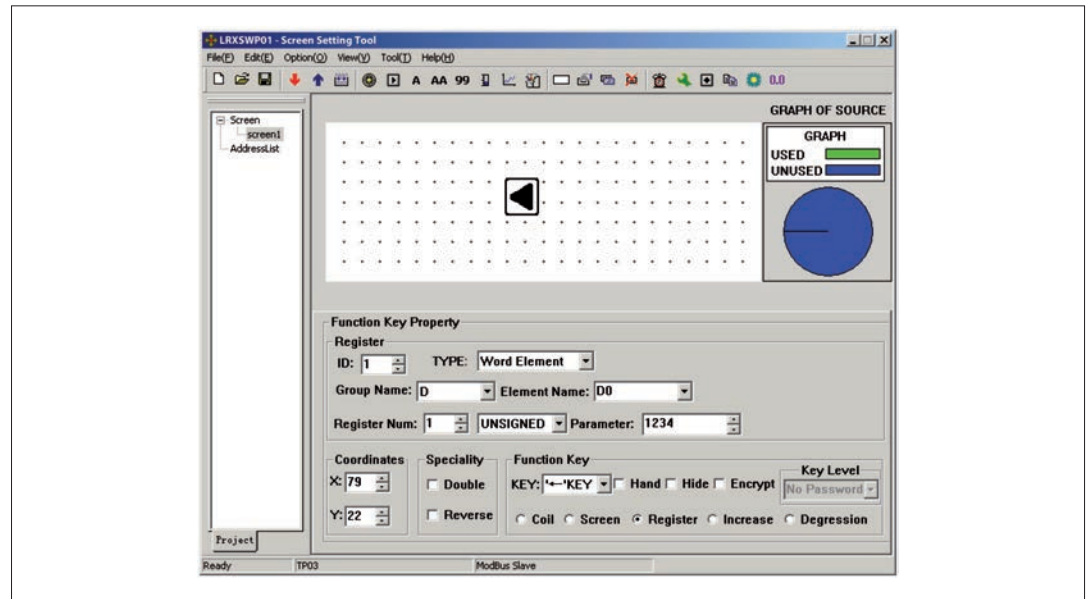 LRXSWP01 - Screen Setting Tool
File(F) Edit(E) Option(O) View(V) Tool(T) Help(H)
A AA 99 0.0
Screen
screen1
AddressList
GRAPH OF SOURCE
GRAPH
USED
UNUSED
Function Key Property
Register
ID: 1 TYPE: Word Element
Group Name: D Element Name: D0
Register Num: 1 UNSIGNED Parameter: 1234
Coordinates
X: 79
Y: 22
Speciality
Double
Reverse
Function Key
KEY: '←'KEY Hand Hide Encrypt
Key Level
No Password
Coil Screen Register Increase Degression
Project
Ready TP03 ModBus Slave